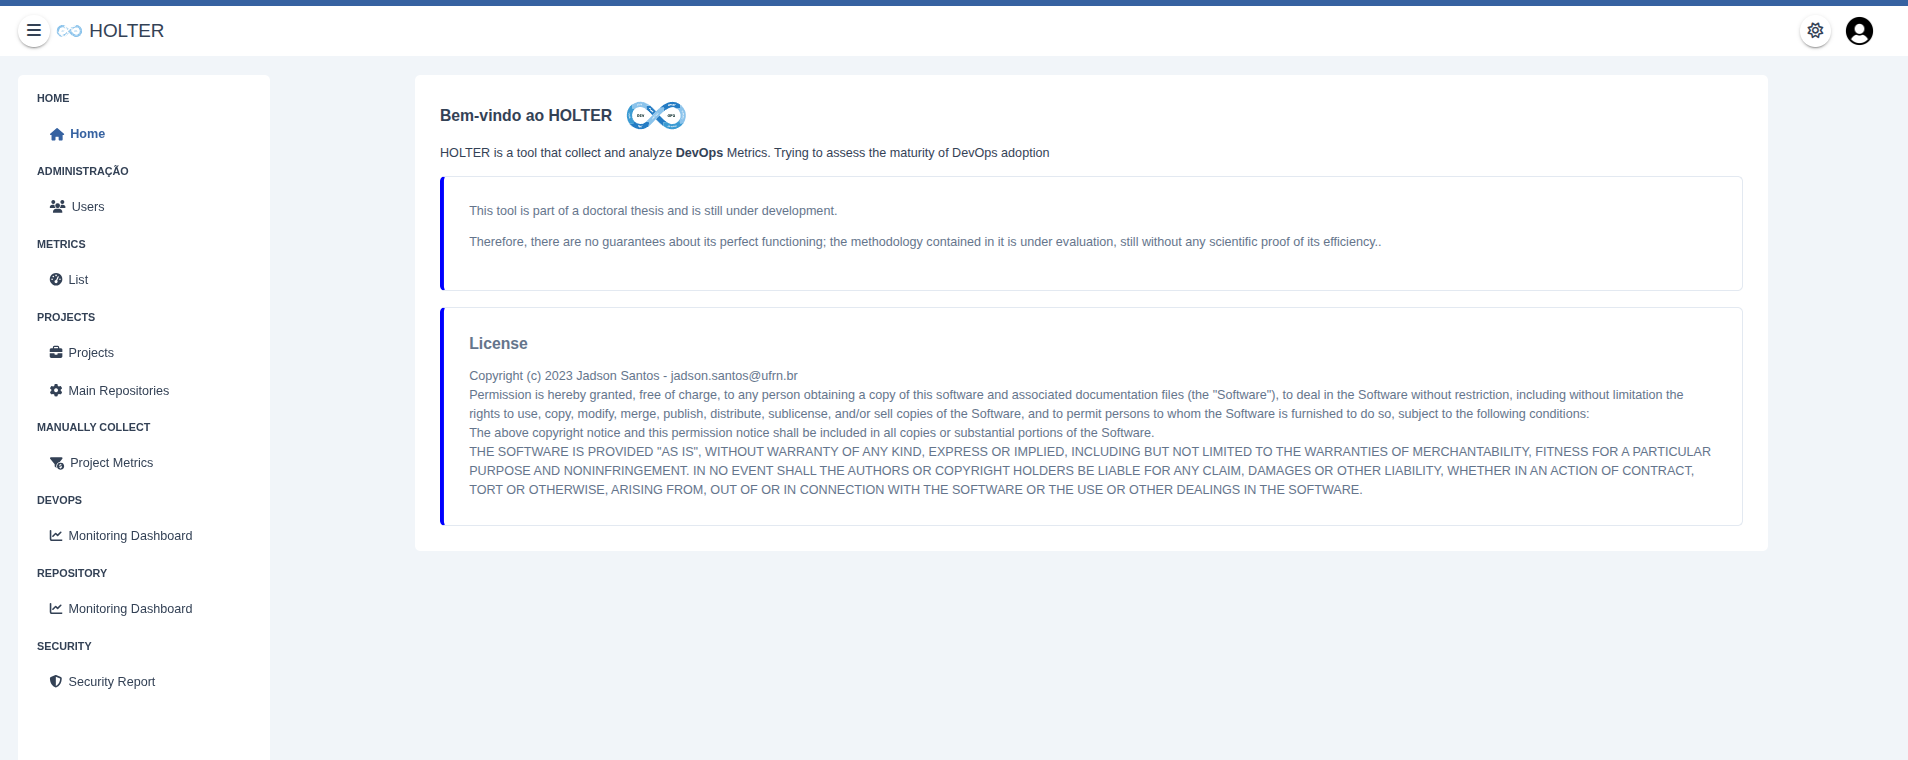 HOLTER
HOME
Home
ADMINISTRAÇÃO
Users
METRICS
List
PROJECTS
Projects
Main Repositories
MANUALLY COLLECT
Project Metrics
DEVOPS
Monitoring Dashboard
REPOSITORY
Monitoring Dashboard
SECURITY
Security Report
Bem-vindo ao HOLTER
DEV OPS
HOLTER is a tool that collect and analyze DevOps Metrics. Trying to assess the maturity of DevOps adoption
This tool is part of a doctoral thesis and is still under development.
Therefore, there are no guarantees about its perfect functioning; the methodology contained in it is under evaluation, still without any scientific proof of its efficiency..
License
Copyright (c) 2023 Jadson Santos - jadson.santos@ufrn.br
Permission is hereby granted, free of charge, to any person obtaining a copy of this software and associated documentation files (the "Software"), to deal in the Software without restriction, including without limitation the
rights to use, copy, modify, merge, publish, distribute, sublicense, and/or sell copies of the Software, and to permit persons to whom the Software is furnished to do so, subject to the following conditions:
The above copyright notice and this permission notice shall be included in all copies or substantial portions of the Software.
THE SOFTWARE IS PROVIDED "AS IS", WITHOUT WARRANTY OF ANY KIND, EXPRESS OR IMPLIED, INCLUDING BUT NOT LIMITED TO THE WARRANTIES OF MERCHANTABILITY, FITNESS FOR A PARTICULAR
PURPOSE AND NONINFRINGEMENT. IN NO EVENT SHALL THE AUTHORS OR COPYRIGHT HOLDERS BE LIABLE FOR ANY CLAIM, DAMAGES OR OTHER LIABILITY, WHETHER IN AN ACTION OF CONTRACT,
TORT OR OTHERWISE, ARISING FROM, OUT OF OR IN CONNECTION WITH THE SOFTWARE OR THE USE OR OTHER DEALINGS IN THE SOFTWARE.